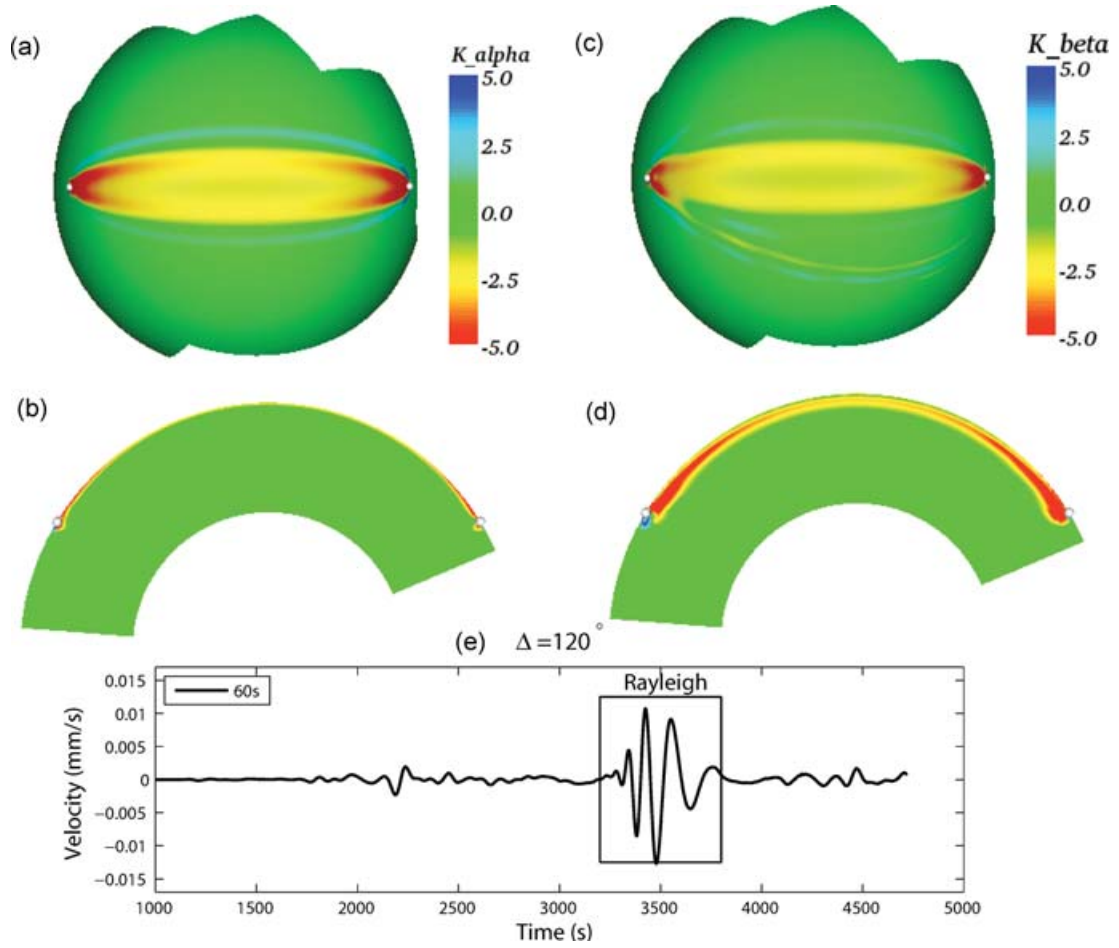 (a)
K_alpha
5.0
2.5
0.0
-2.5
-5.0
(c)
K_beta
5.0
2.5
0.0
-2.5
-5.0
(b)
(d)
(e) Δ=120°
Rayleigh
60s
Velocity (mm/s)
0.015
0.01
0.005
0
−0.005
−0.01
−0.015
1000 1500 2000 2500 3000 3500 4000 4500 5000
Time (s)